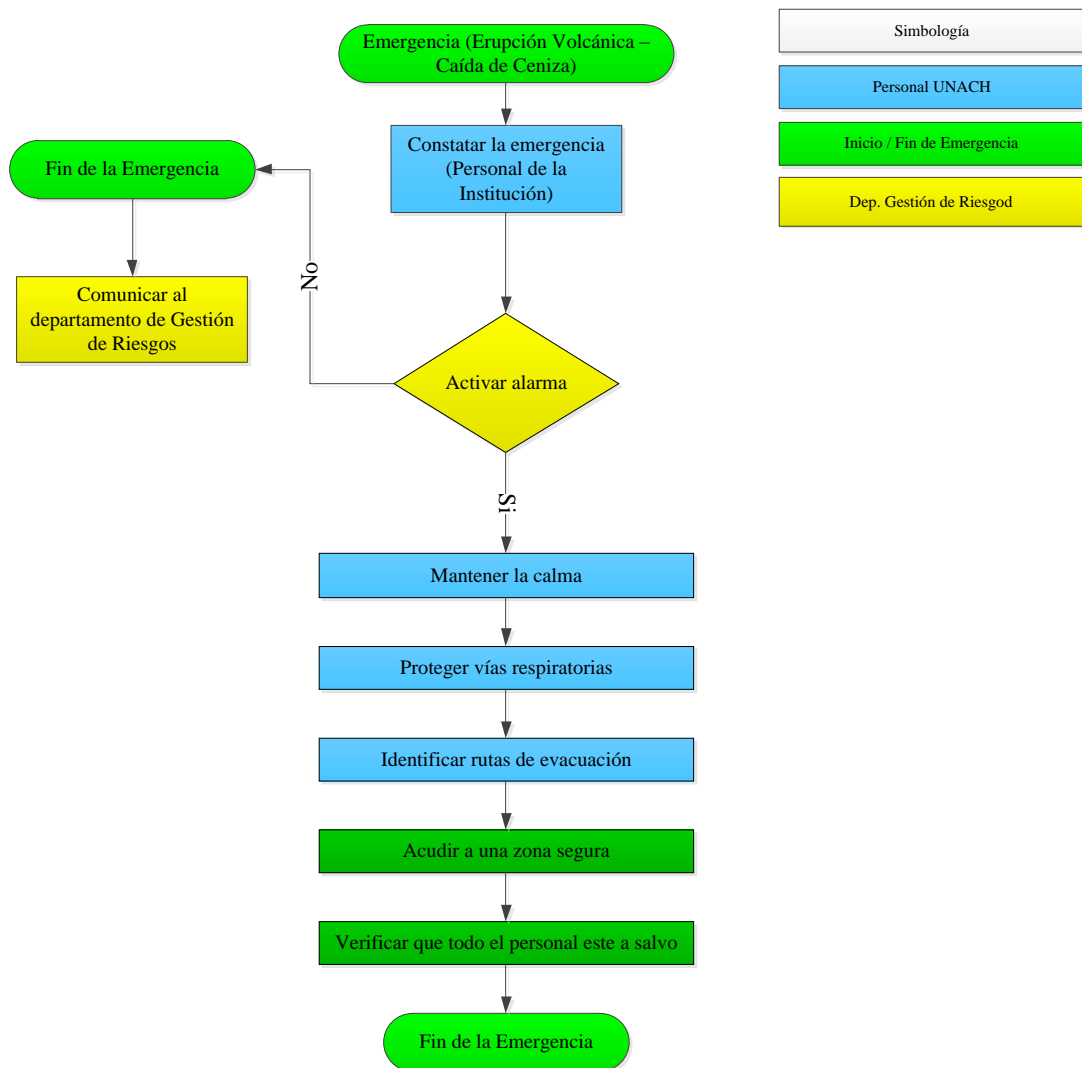 Emergencia (Erupción Volcánica –
Caída de Ceniza)
Constatar la emergencia
(Personal de la
Institución)
Fin de la Emergencia
Comunicar al
departamento de Gestión
de Riesgos
No
Activar alarma
Si
Mantener la calma
Proteger vías respiratorias
Identificar rutas de evacuación
Acudir a una zona segura
Verificar que todo el personal este a salvo
Fin de la Emergencia
Simbología
Personal UNACH
Inicio / Fin de Emergencia
Dep. Gestión de Riesgod